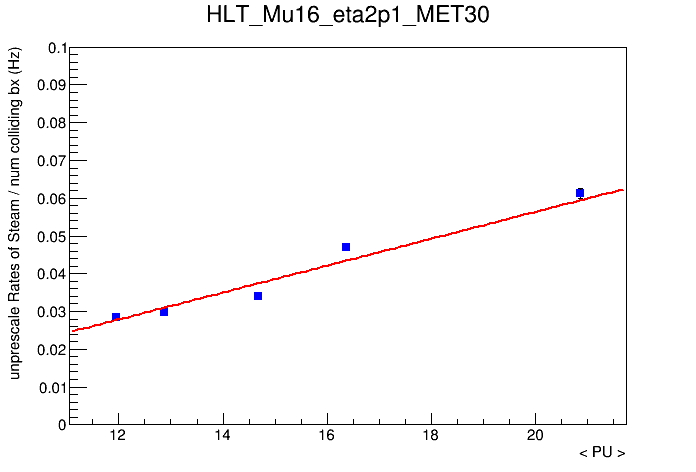 HLT_Mu16_eta2p1_MET30
unprescale Rates of Steam / num colliding bx (Hz)
0.1
0.09
0.08
0.07
0.06
0.05
0.04
0.03
0.02
0.01
0
12 14 16 18 20
< PU >